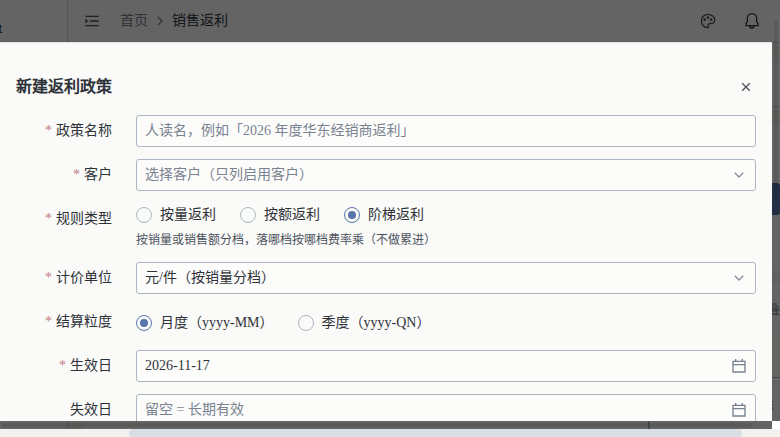 首页 > 销售返利
新建返利政策
* 政策名称 人读名，例如「2026 年度华东经销商返利」
* 客户 选择客户（只列启用客户）
* 规则类型 按量返利 按额返利 阶梯返利
按销量或销售额分档，落哪档按哪档费率乘（不做累进）
* 计价单位 元/件（按销量分档）
* 结算粒度 月度（yyyy-MM） 季度（yyyy-QN）
* 生效日 2026-11-17
失效日 留空 = 长期有效